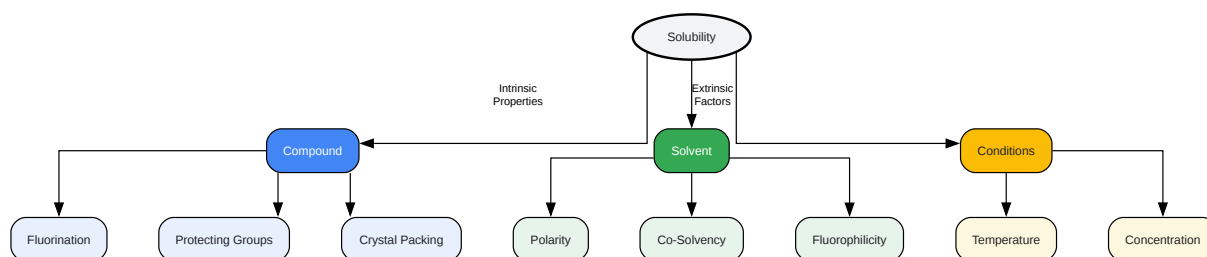 Solubility
Intrinsic
Properties
Extrinsic
Factors
Compound
Solvent
Conditions
Fluorination
Protecting Groups
Crystal Packing
Polarity
Co-Solvency
Fluorophilicity
Temperature
Concentration